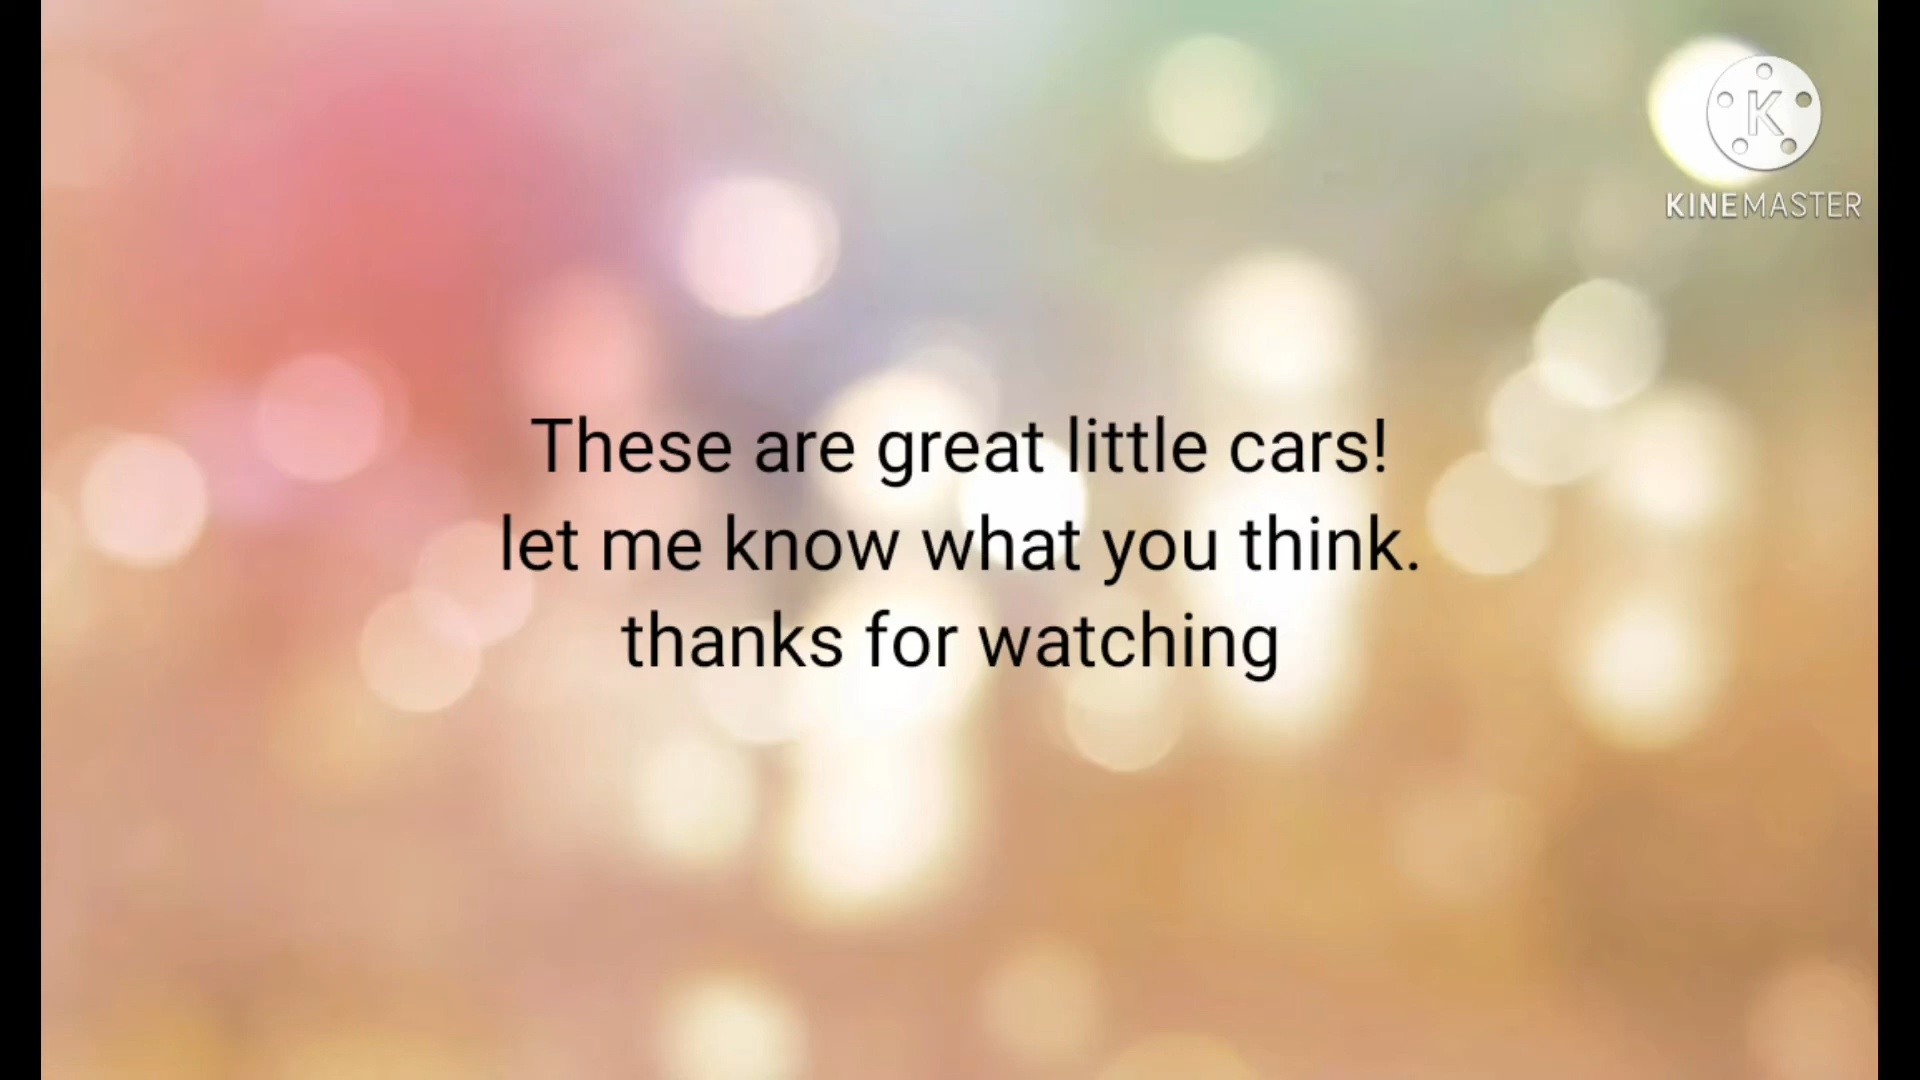 K
KINEMASTER
These are great little cars!
let me know what you think.
thanks for watching